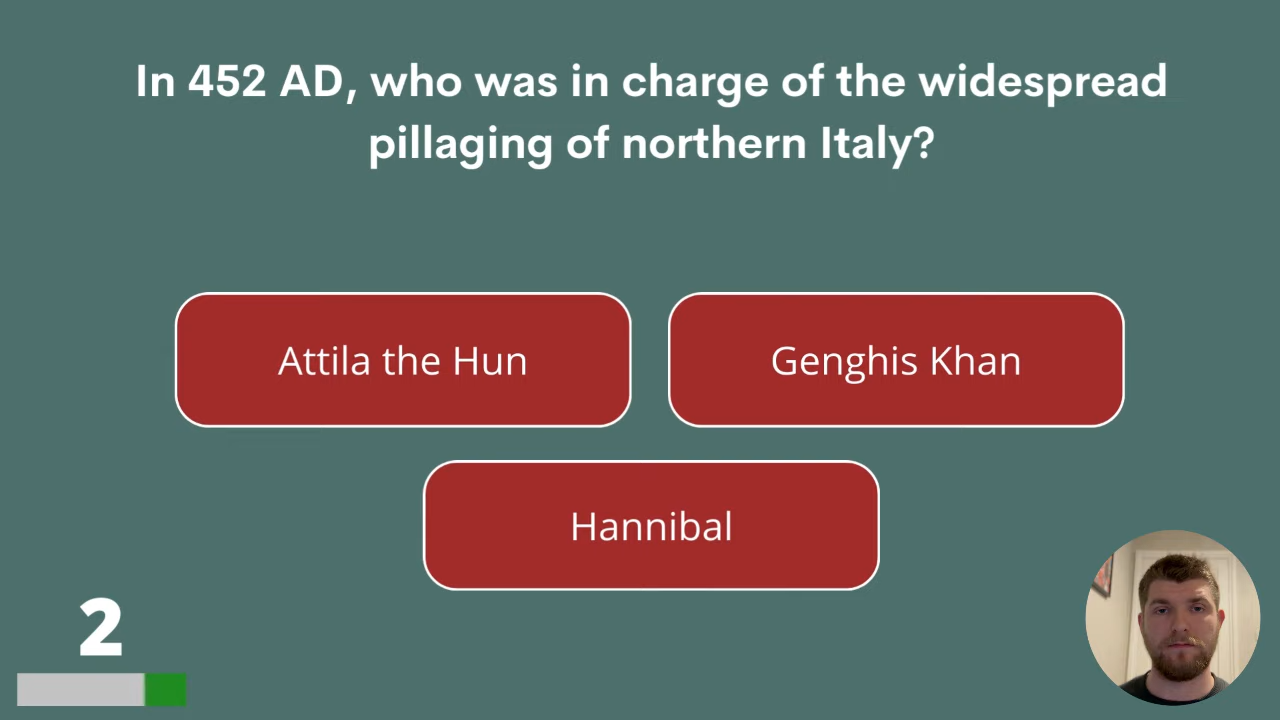 In 452 AD, who was in charge of the widespread
pillaging of northern Italy?
Attila the Hun
Genghis Khan
Hannibal
2